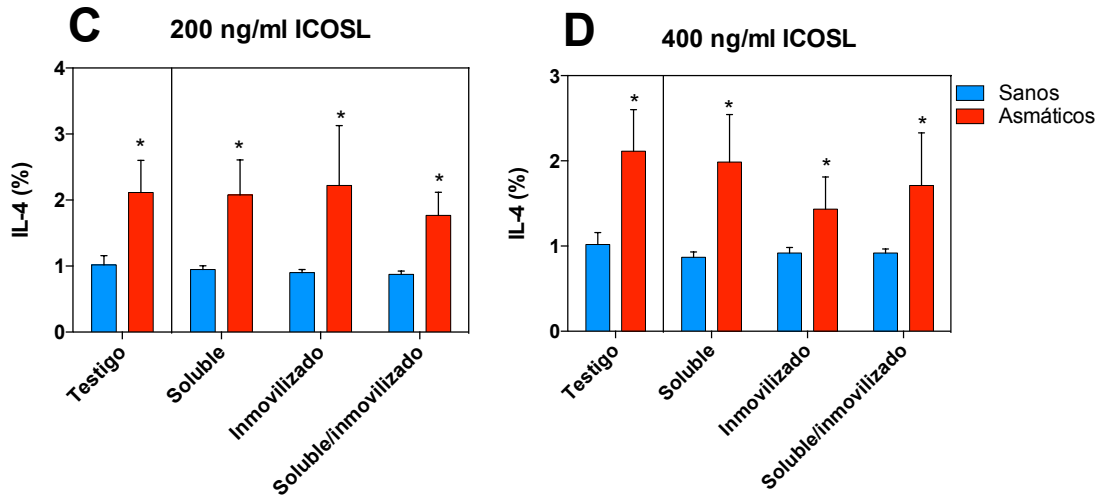 C
200 ng/ml ICOSL
IL-4 (%)
4
3
2
1
0
*
*
*
*
Testigo
Soluble
Inmovilizado
Soluble/inmovilizado
D
400 ng/ml ICOSL
IL-4 (%)
3
2
1
0
*
*
*
*
Testigo
Soluble
Inmovilizado
Soluble/inmovilizado
Sanos
Asmáticos